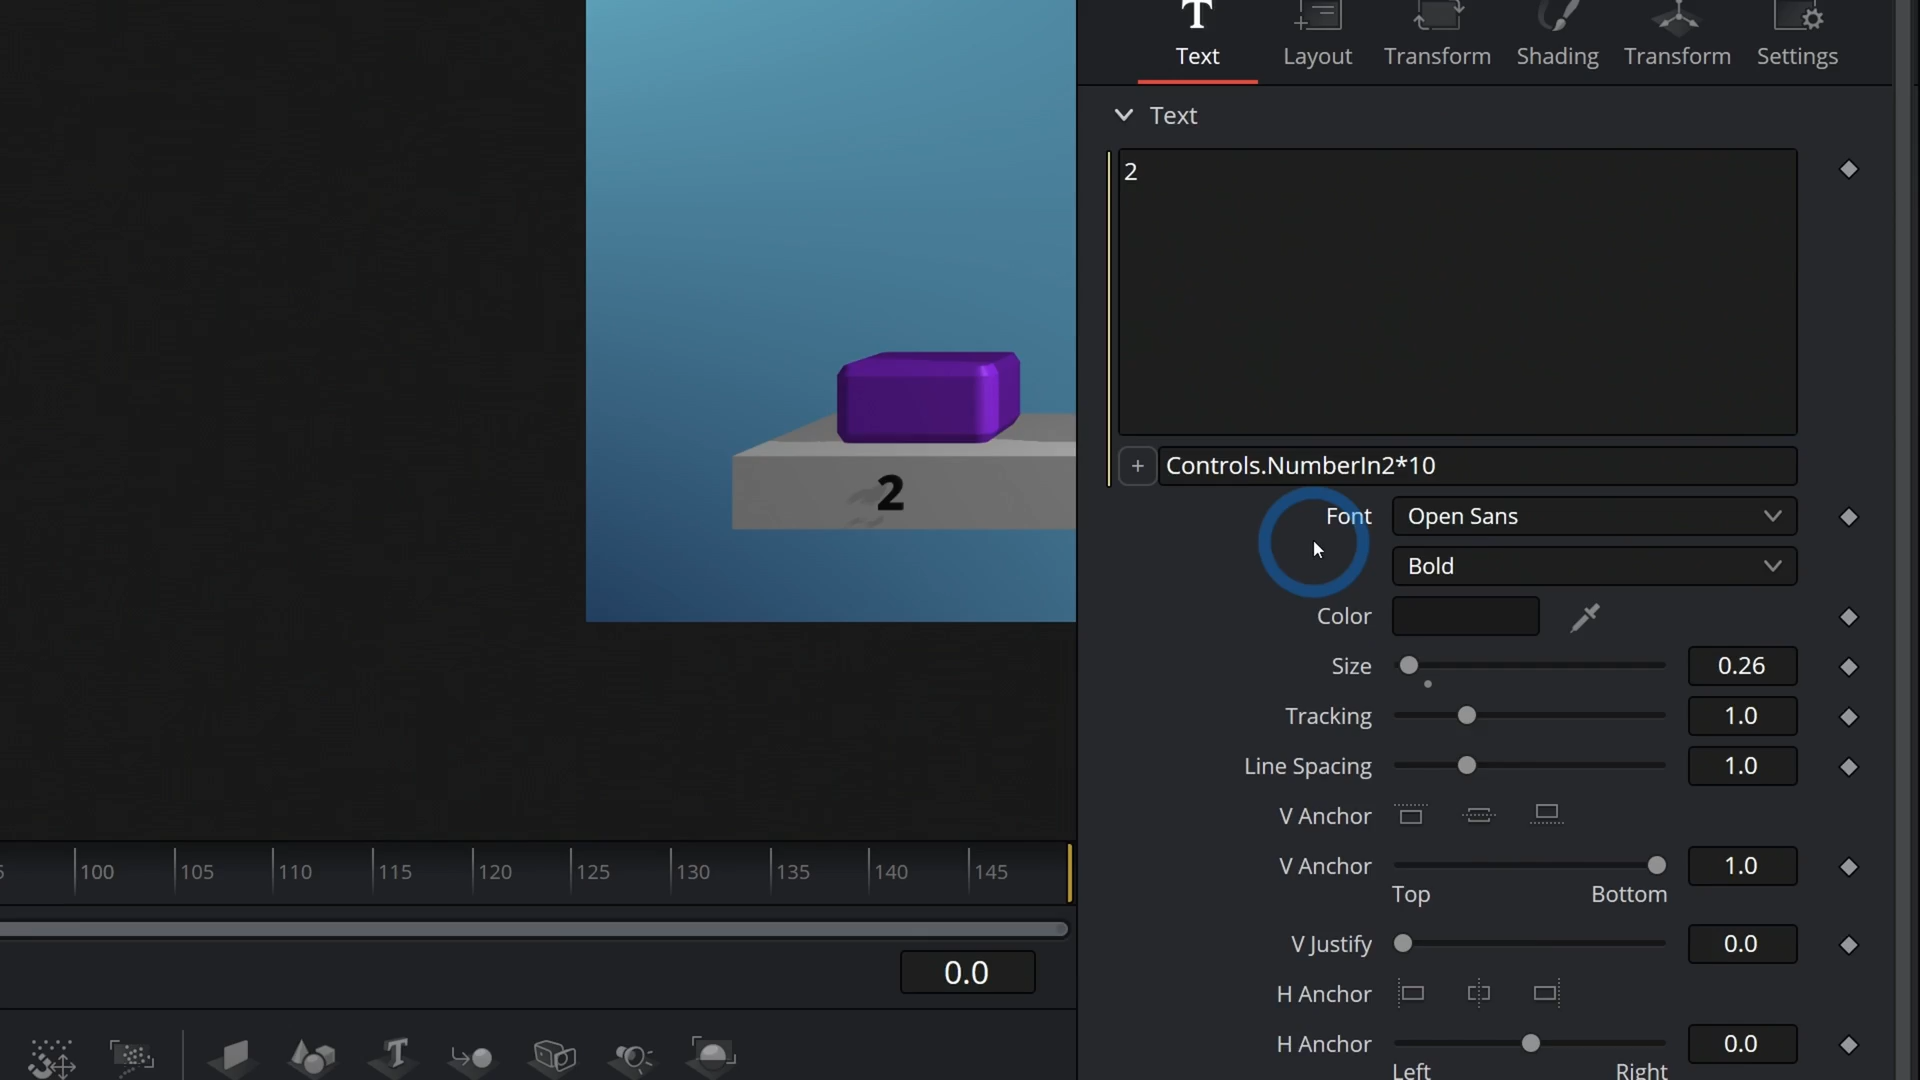 Text
Layout
Transform
Shading
Transform
Settings
Text
2
+ Controls.NumberIn2*10
Font Open Sans
Bold
Color
Size 0.26
Tracking 1.0
Line Spacing 1.0
V Anchor
V Anchor 1.0
Top Bottom
V Justify 0.0
H Anchor
H Anchor 0.0
Left Right
2
100 105 110 115 120 125 130 135 140 145
0.0